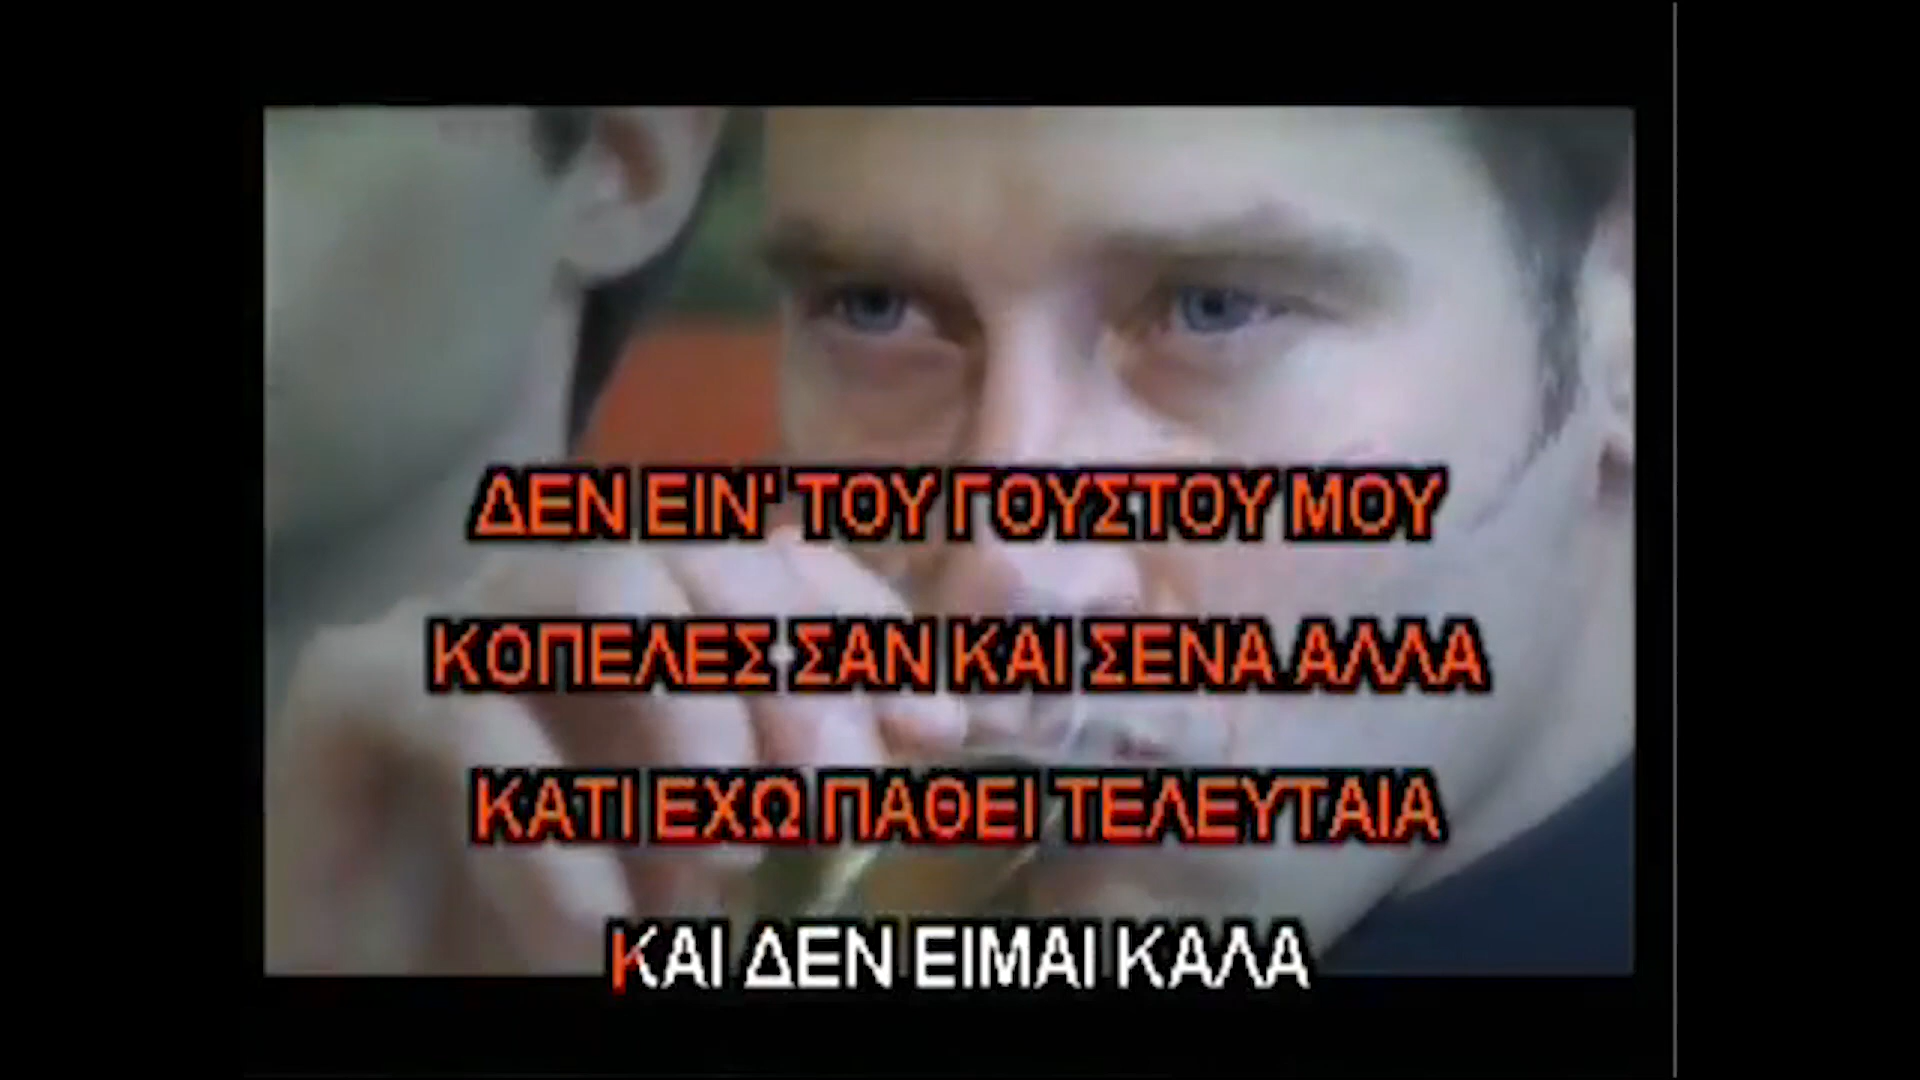 ΔΕΝ ΕΙΝ' ΤΟΥ ΓΟΥΣΤΟΥ ΜΟΥ
ΚΟΠΕΛΕΣ ΣΑΝ ΚΑΙ ΣΕΝΑ ΑΛΛΑ
ΚΑΤΙ ΕΧΩ ΠΑΘΕΙ ΤΕΛΕΥΤΑΙΑ
ΚΑΙ ΔΕΝ ΕΙΜΑΙ ΚΑΛΑ